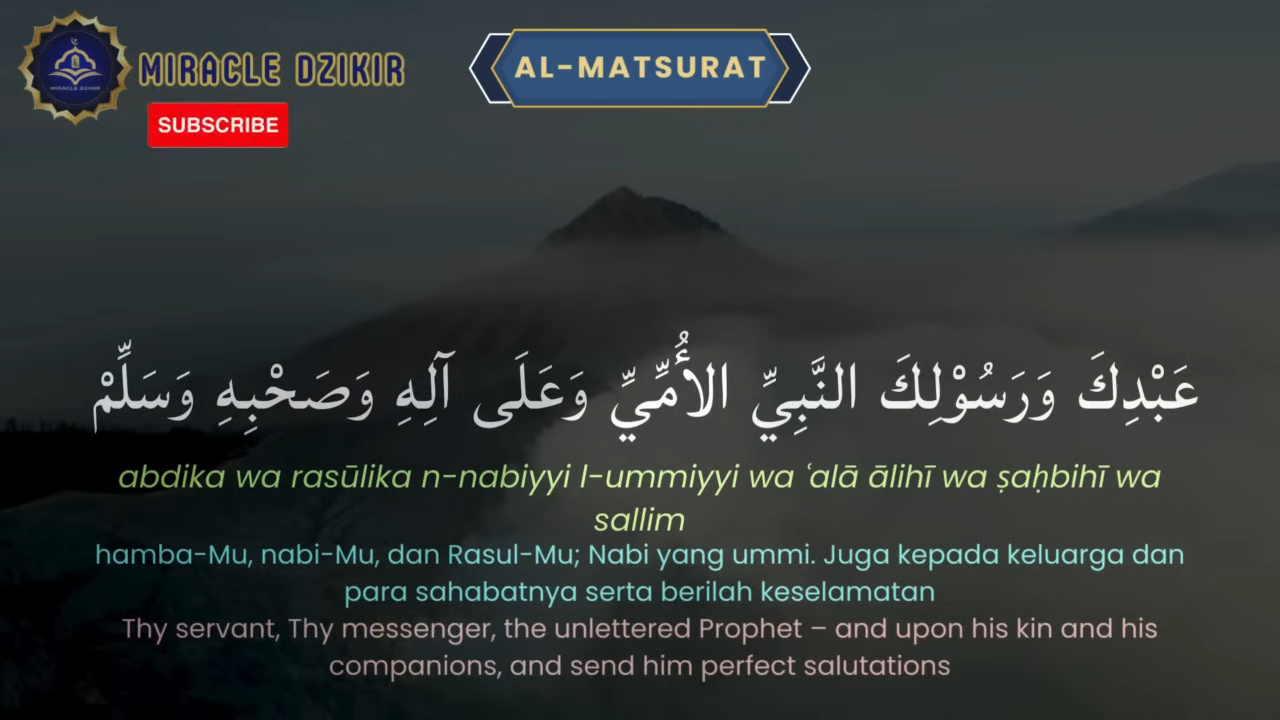 MIRACLE DZIKIR
AL-MATSURAT
SUBSCRIBE
MIRACLE DZIKIR
عَبْدِكَ وَرَسُوْلِكَ النَّبِيِّ الأُمِّيِّ وَعَلَى آلِهِ وَصَحْبِهِ وَسَلِّمْ
abdika wa rasūlika n-nabiyyi l-ummiyyi wa ʿalā ālihī wa ṣaḥbihī wa
sallim
hamba-Mu, nabi-Mu, dan Rasul-Mu; Nabi yang ummi. Juga kepada keluarga dan
para sahabatnya serta berilah keselamatan
Thy servant, Thy messenger, the unlettered Prophet – and upon his kin and his
companions, and send him perfect salutations